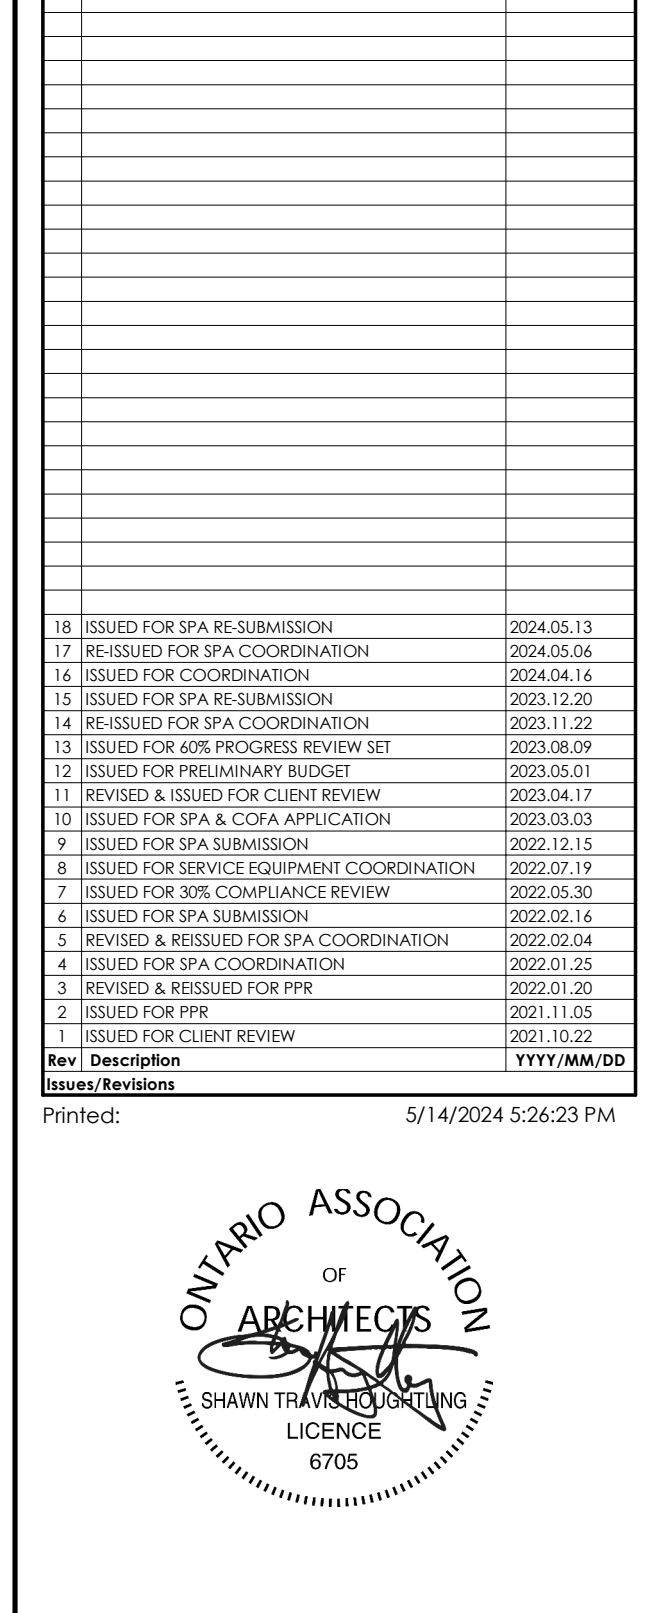 18 ISSUED FOR SPA RE-SUBMISSION 2024.05.13
17 RE-ISSUED FOR SPA COORDINATION 2024.05.06
16 ISSUED FOR COORDINATION 2024.04.16
15 ISSUED FOR SPA RE-SUBMISSION 2023.12.20
14 RE-ISSUED FOR SPA COORDINATION 2023.11.22
13 ISSUED FOR 60% PROGRESS REVIEW SET 2023.08.09
12 ISSUED FOR PRELIMINARY BUDGET 2023.05.01
11 REVISED & ISSUED FOR CLIENT REVIEW 2023.04.17
10 ISSUED FOR SPA & COFA APPLICATION 2023.03.03
9 ISSUED FOR SPA SUBMISSION 2022.12.15
8 ISSUED FOR SERVICE EQUIPMENT COORDINATION 2022.07.19
7 ISSUED FOR 30% COMPLIANCE REVIEW 2022.05.30
6 ISSUED FOR SPA SUBMISSION 2022.02.16
5 REVISED & REISSUED FOR SPA COORDINATION 2022.02.04
4 ISSUED FOR SPA COORDINATION 2022.01.25
3 REVISED & REISSUED FOR PPR 2022.01.20
2 ISSUED FOR PPR 2021.11.05
1 ISSUED FOR CLIENT REVIEW 2021.10.22
Rev Description YYYY/MM/DD
Issues/Revisions
Printed: 5/14/2024 5:26:23 PM
ONTARIO ASSOCIATION
OF
ARCHITECTS
SHAWN TRAVIS HOUGHTLING
LICENCE
6705